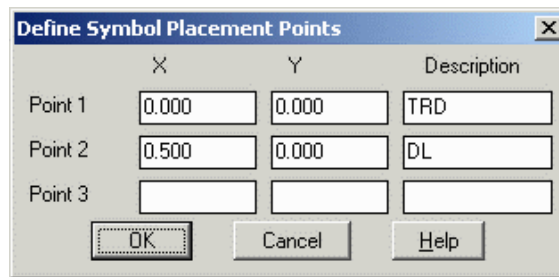 Define Symbol Placement Points
X Y Description
Point 1 0.000 0.000 TRD
Point 2 0.500 0.000 DL
Point 3
OK Cancel Help